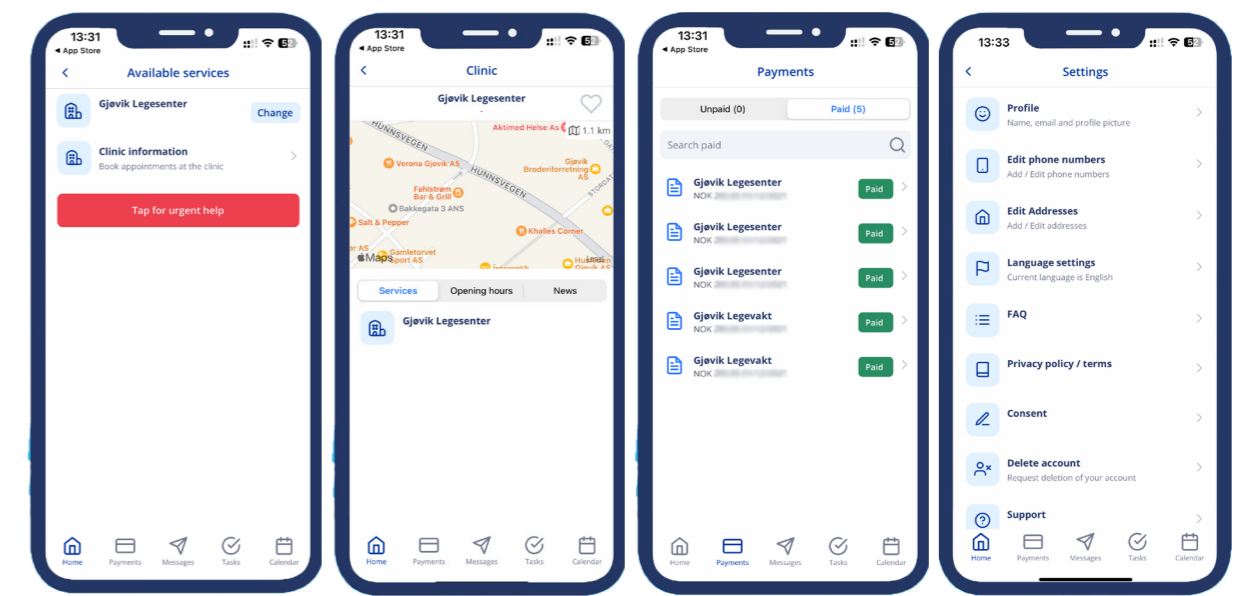 13:31
App Store
Available services
Gjøvik Legesenter
Change
Clinic information
Book appointments at the clinic
Tap for urgent help
Home
Payments
Messages
Tasks
Calendar
13:31
App Store
Clinic
Gjøvik Legesenter
-
HUNNSVEGEN
Aktimed Helse As
1.1 km
Verona Gjøvik AS
HUNNSVEGEN
Gjøvik
Broderiforretning
AS
Fahlstrøm
Bar & Grill
Bakkegata 3 ANS
Salt & Pepper
Khalles Corner
Gamletorvet
Sport AS
Maps
Services
Opening hours
News
Gjøvik Legesenter
Home
Payments
Messages
Tasks
Calendar
13:31
App Store
Payments
Unpaid (0)
Paid (5)
Search paid
Gjøvik Legesenter
NOK
Paid
Gjøvik Legesenter
NOK
Paid
Gjøvik Legesenter
NOK
Paid
Gjøvik Legevakt
NOK
Paid
Gjøvik Legevakt
NOK
Paid
Home
Payments
Messages
Tasks
Calendar
13:33
Settings
Profile
Name, email and profile picture
Edit phone numbers
Add / Edit phone numbers
Edit Addresses
Add / Edit addresses
Language settings
Current language is English
FAQ
Privacy policy / terms
Consent
Delete account
Request deletion of your account
Support
Home
Payments
Messages
Tasks
Calendar